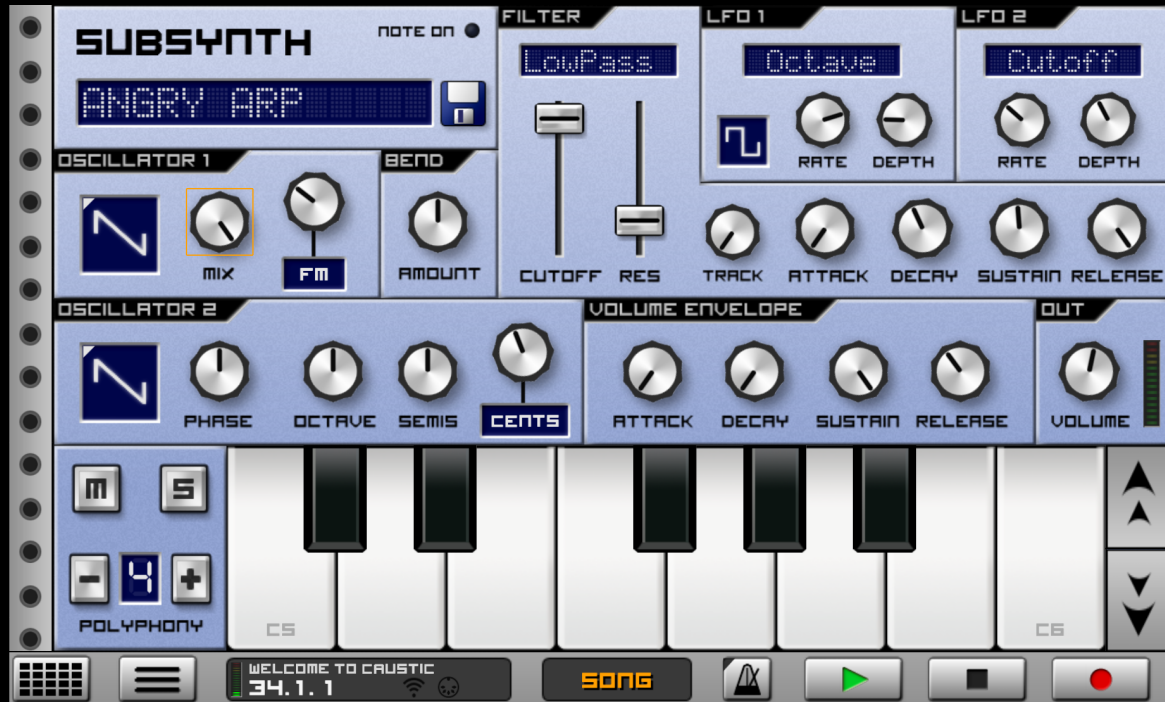 SUBSYNTH
NOTE ON
ANGRY ARP
FILTER
LowPass
CUTOFF RES
LFO 1
Octave
RATE DEPTH
LFO 2
Cutoff
RATE DEPTH
TRACK ATTACK DECAY SUSTAIN RELEASE
OSCILLATOR 1
MIX FM
BEND
AMOUNT
OSCILLATOR 2
PHASE OCTAVE SEMIS CENTS
VOLUME ENVELOPE
ATTACK DECAY SUSTAIN RELEASE
OUT
VOLUME
M S
- 4 +
POLYPHONY
C5 C6
WELCOME TO CAUSTIC
34.1.1
SONG